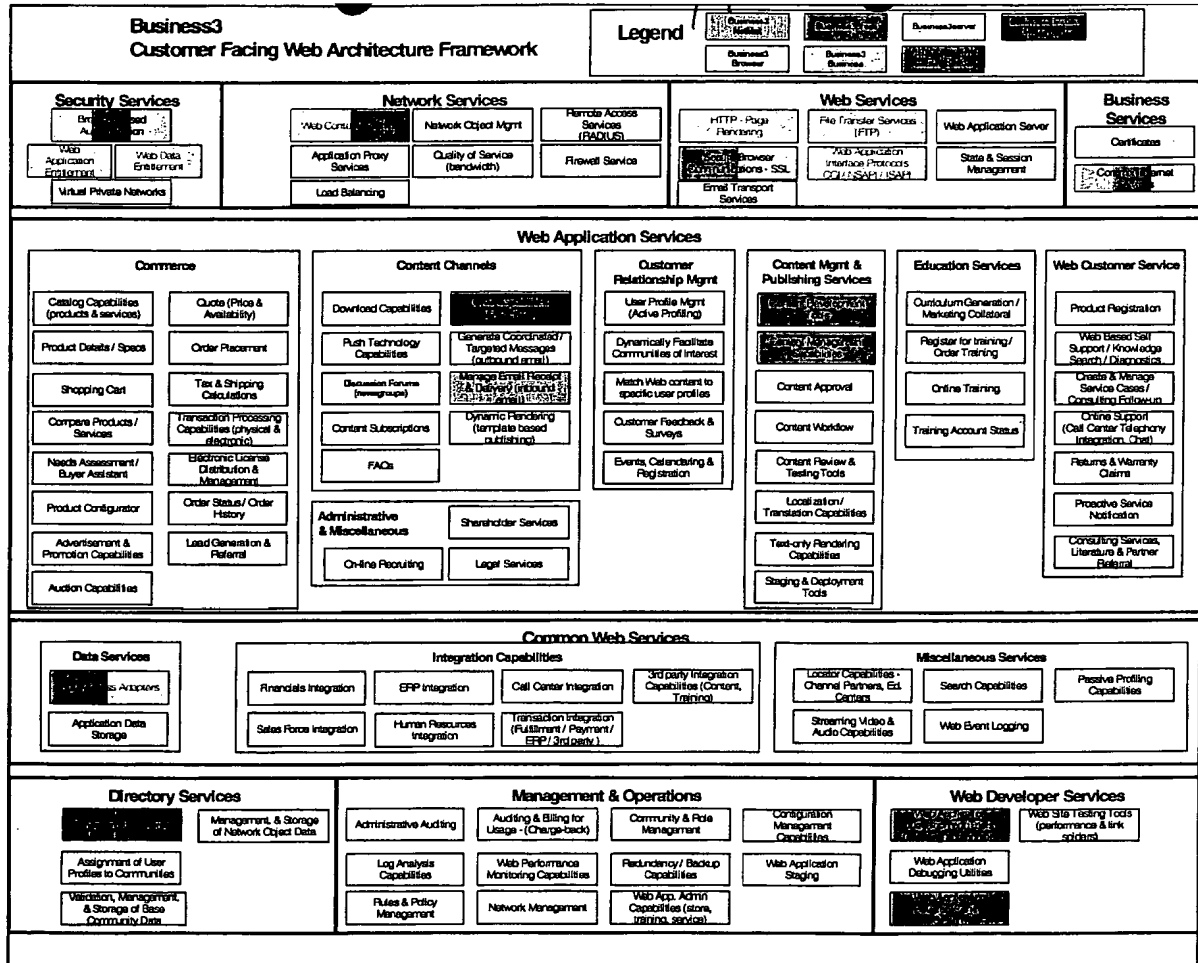 Business3
Customer Facing Web Architecture Framework
Legend
Business3
Business3server
Business3
Browser
Business3
Business
Security Services
Web
Application
Entitlement
Web Data
Entitlement
Virtual Private Networks
Network Services
Network Object Mgmt
Remote Access
Services
(RADIUS)
Application Proxy
Services
Quality of Service
(bandwidth)
Firewall Service
Load Balancing
Web Services
HTTP - Page
Rendering
File Transfer Services
(FTP)
Web Application Server
Browser
- SSL
Web Application
Interface Protocols
CGI / NSAPI / ISAPI
State & Session
Management
Email Transport
Services
Business
Services
Certificates
Web Application Services
Commerce
Catalog Capabilities
(products & services)
Quote (Price &
Availability)
Product Details / Specs
Order Placement
Shopping Cart
Tax & Shipping
Calculations
Compare Products /
Services
Transaction Processing
Capabilities (physical &
electronic)
Needs Assessment /
Buyer Assistant
Electronic License
Distribution &
Management
Product Configurator
Order Status / Order
History
Advertisement &
Promotion Capabilities
Lead Generation &
Referral
Auction Capabilities
Content Channels
Download Capabilities
Push Technology
Capabilities
Generate Coordinated /
Targeted Messages
(outbound email)
Discussion Forums
(newsgroups)
Manage Email Receipt
& Delivery (inbound
email)
Content Subscriptions
Dynamic Rendering
(template based
publishing)
FAQs
Administrative
& Miscellaneous
Shareholder Services
On-line Recruiting
Legal Services
Customer
Relationship Mgmt
User Profile Mgmt
(Active Profiling)
Dynamically Facilitate
Communities of Interest
Match Web content to
specific user profiles
Customer Feedback &
Surveys
Events, Calendaring &
Registration
Content Mgmt &
Publishing Services
Content Approval
Content Workflow
Content Review &
Testing Tools
Localization /
Translation Capabilities
Text-only Rendering
Capabilities
Staging & Deployment
Tools
Education Services
Curriculum Generation /
Marketing Collateral
Register for training /
Order Training
Online Training
Training Account Status
Web Customer Service
Product Registration
Web Based Self
Support / Knowledge
Search / Diagnostics
Create & Manage
Service Cases /
Consulting Follow-up
Online Support
(Call Center Telephony
Integration, Chat)
Returns & Warranty
Claims
Proactive Service
Notification
Consulting Services,
Literature & Partner
Referral
Common Web Services
Data Services
Adapters
Application Data
Storage
Integration Capabilities
Financials Integration
ERP Integration
Call Center Integration
3rd party Integration
Capabilities (Content,
Training)
Sales Force Integration
Human Resources
Integration
Transaction Integration
(Fulfillment / Payment /
ERP / 3rd party )
Miscellaneous Services
Locator Capabilities -
Channel Partners, Ed.
Centers
Search Capabilities
Passive Profiling
Capabilities
Streaming Video &
Audio Capabilities
Web Event Logging
Directory Services
Management, & Storage
of Network Object Data
Assignment of User
Profiles to Communities
Validation, Management,
& Storage of Base
Community Data
Management & Operations
Administrative Auditing
Auditing & Billing for
Usage - (Charge-back)
Community & Role
Management
Configuration
Management
Capabilities
Log Analysis
Capabilities
Web Performance
Monitoring Capabilities
Redundancy / Backup
Capabilities
Web Application
Staging
Rules & Policy
Management
Network Management
Web App. Admin
Capabilities (store,
training, service)
Web Developer Services
Web Application
Web Site Testing Tools
(performance & link
spiders)
Web Application
Debugging Utilities